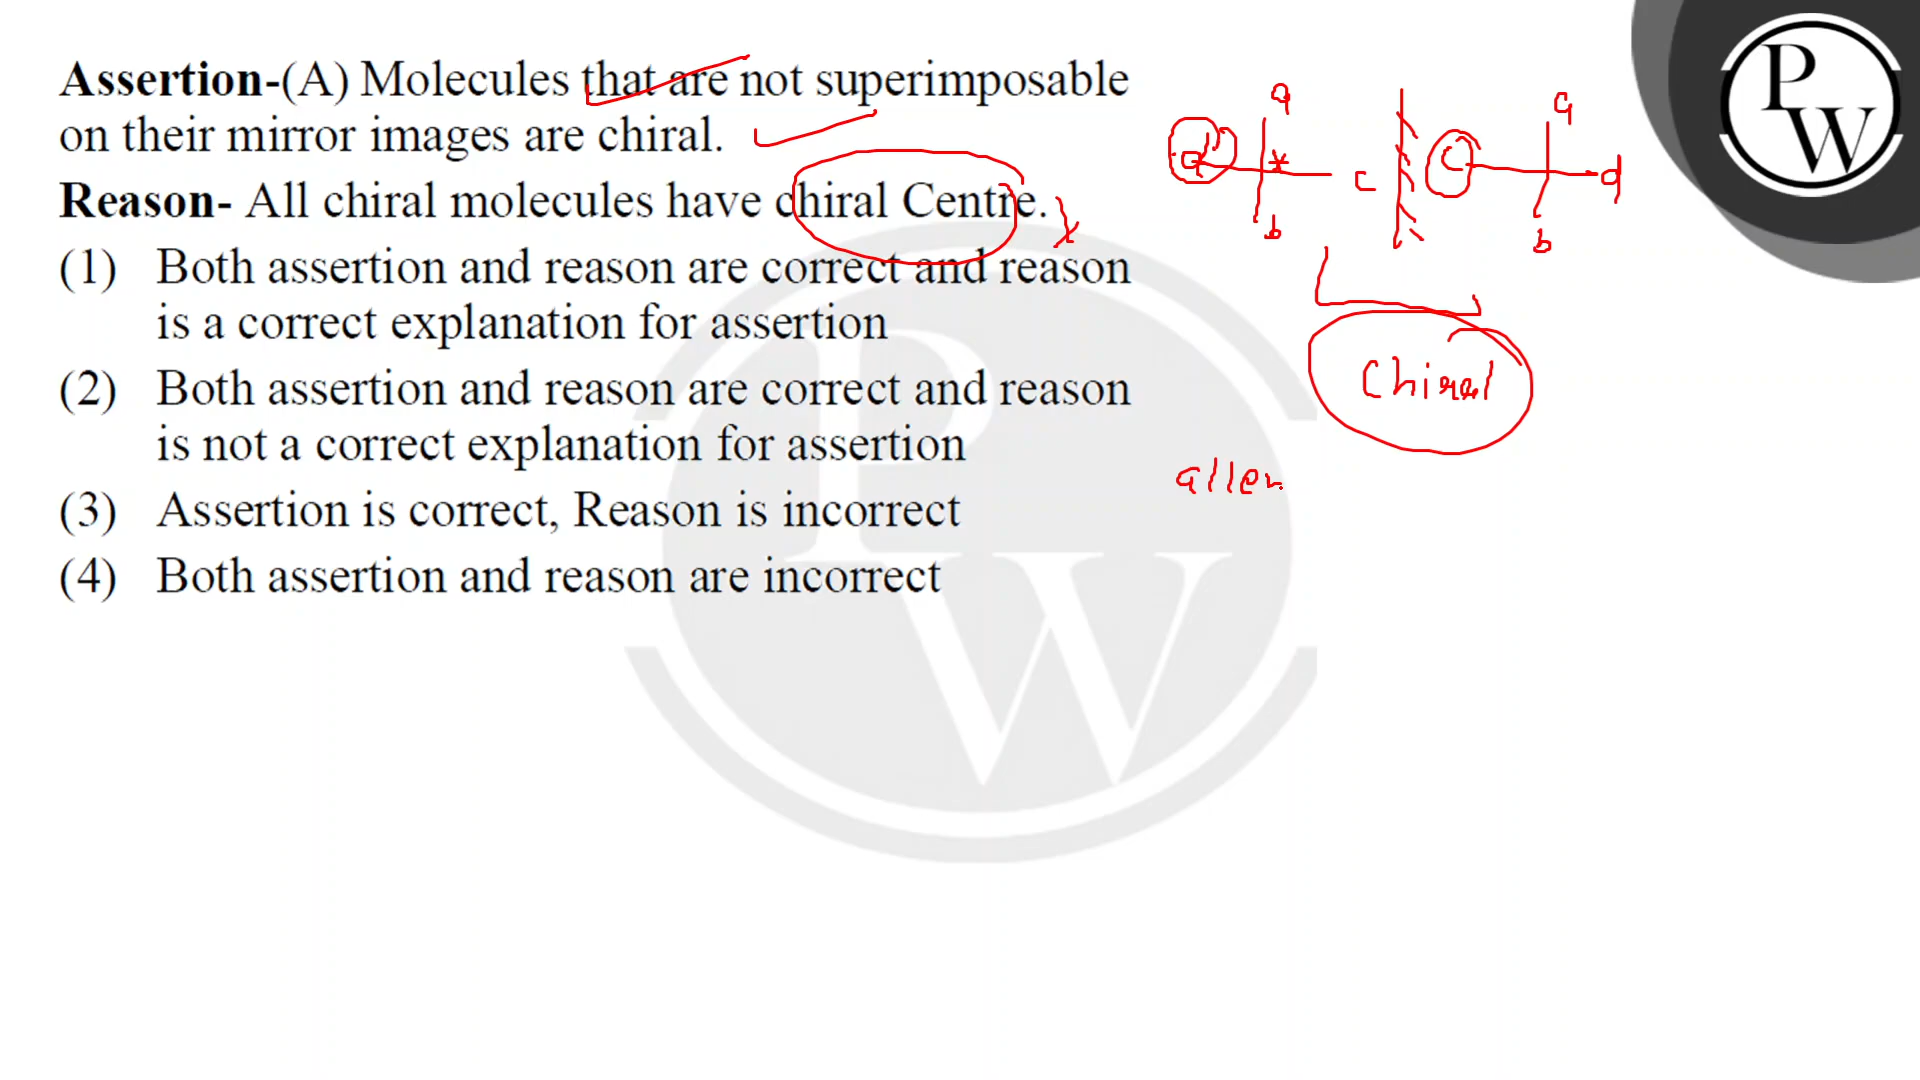 Assertion-(A) Molecules that are not superimposable
on their mirror images are chiral.
Reason- All chiral molecules have chiral Centre.
(1) Both assertion and reason are correct and reason
is a correct explanation for assertion
(2) Both assertion and reason are correct and reason
is not a correct explanation for assertion
(3) Assertion is correct, Reason is incorrect
(4) Both assertion and reason are incorrect
a
d
c
b
a
c
d
b
Chiral
allen
P
W
P
W